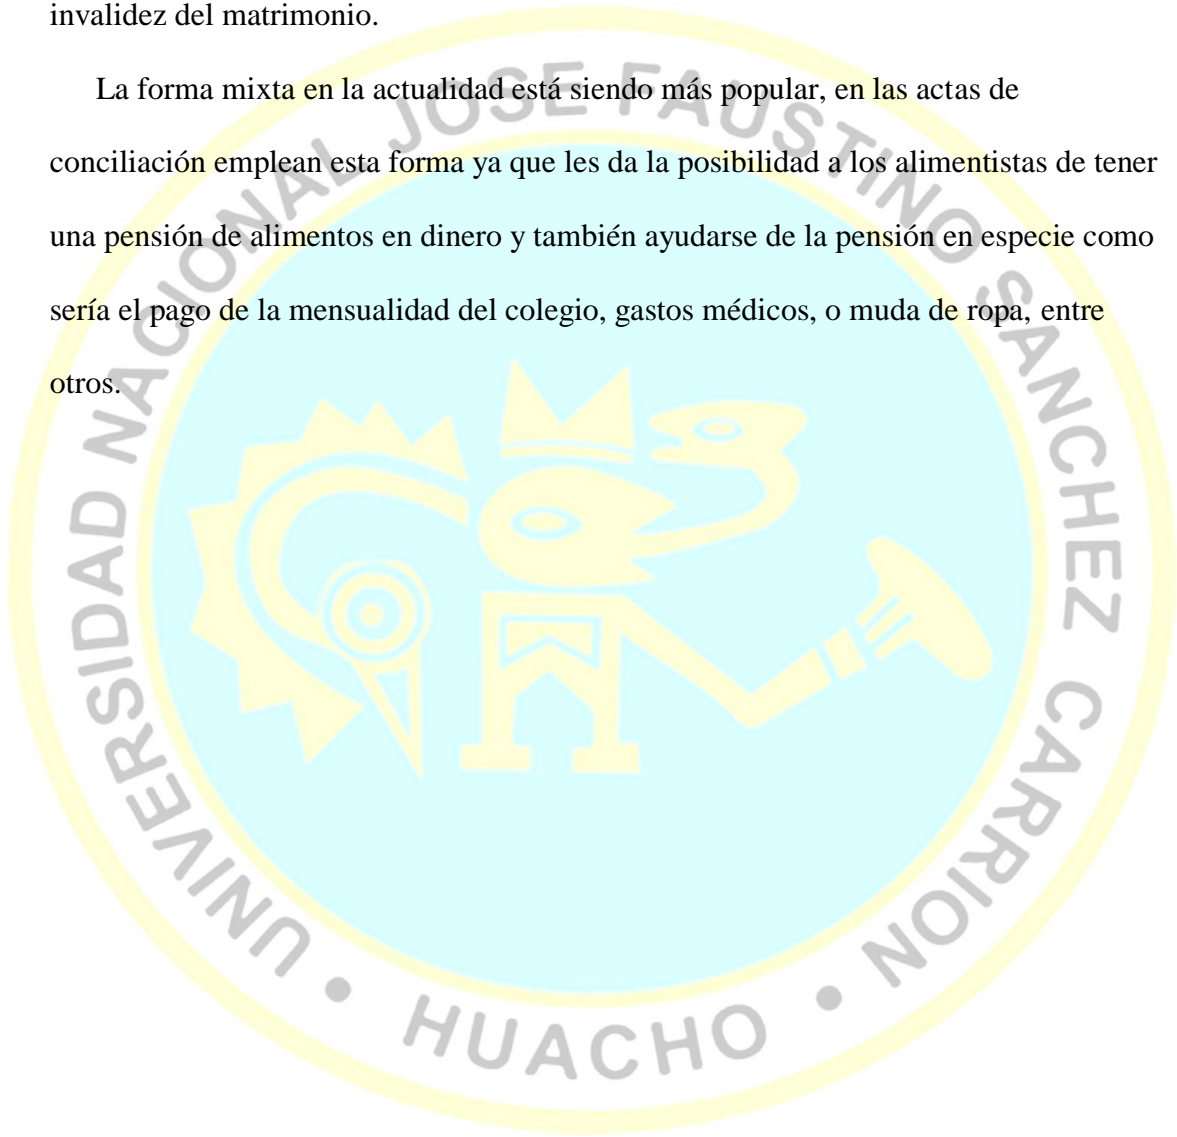 invalidez del matrimonio.
La forma mixta en la actualidad está siendo más popular, en las actas de
conciliación emplean esta forma ya que les da la posibilidad a los alimentistas de tener
una pensión de alimentos en dinero y también ayudarse de la pensión en especie como
sería el pago de la mensualidad del colegio, gastos médicos, o muda de ropa, entre
otros.
UNIVERSIDAD NACIONAL JOSE FAUSTINO SANCHEZ CARRION
• HUACHO •